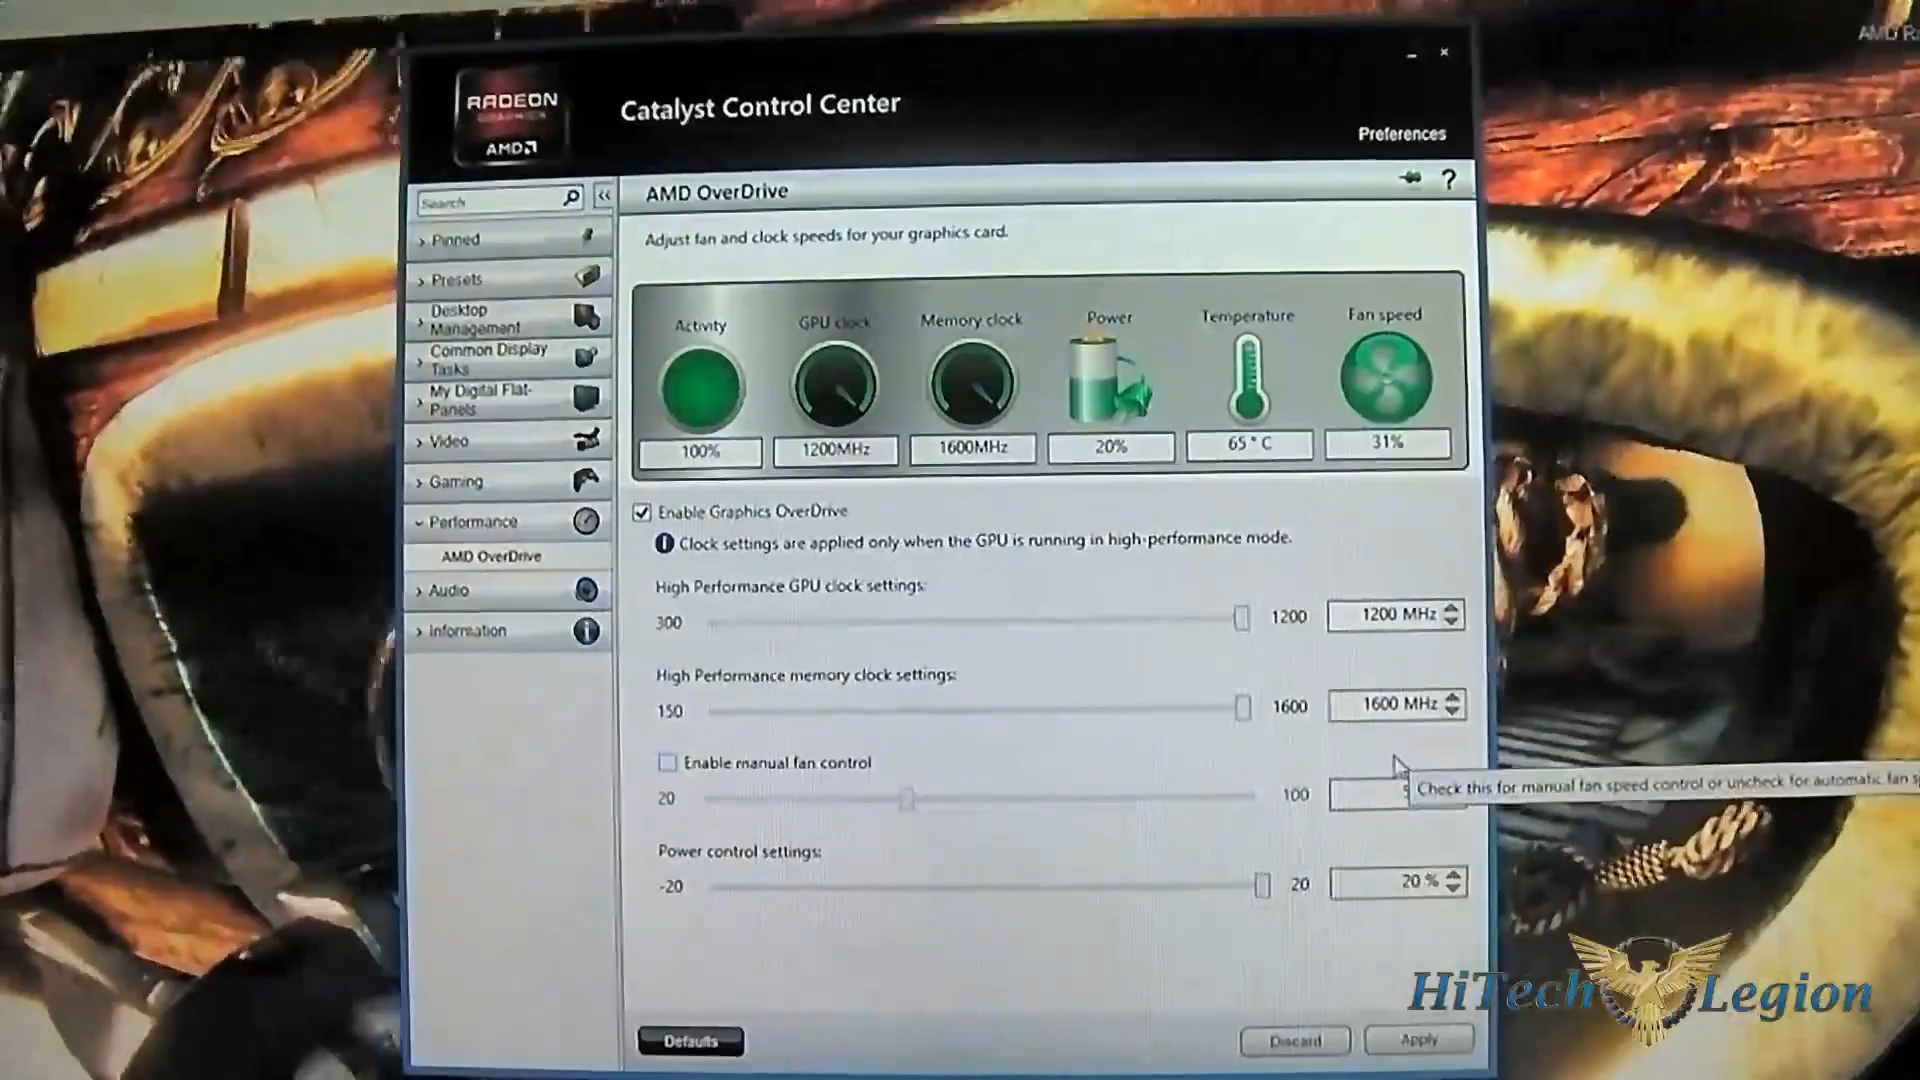 AMD
RADEON
GRAPHICS
AMD
Catalyst Control Center
Preferences
Search
Pinned
Presets
Desktop
Management
Common Display
Tasks
My Digital Flat-
Panels
Video
Gaming
Performance
AMD OverDrive
Audio
Information
AMD OverDrive
?
Adjust fan and clock speeds for your graphics card.
Activity GPU clock Memory clock Power Temperature Fan speed
100% 1200MHz 1600MHz 20% 65°C 31%
Enable Graphics OverDrive
Clock settings are applied only when the GPU is running in high-performance mode.
High Performance GPU clock settings:
300 1200 1200 MHz
High Performance memory clock settings:
150 1600 1600 MHz
Enable manual fan control
20 100
Check this for manual fan speed control or uncheck for automatic fan
Power control settings:
-20 20 20 %
Defaults Discard Apply
HiTech Legion